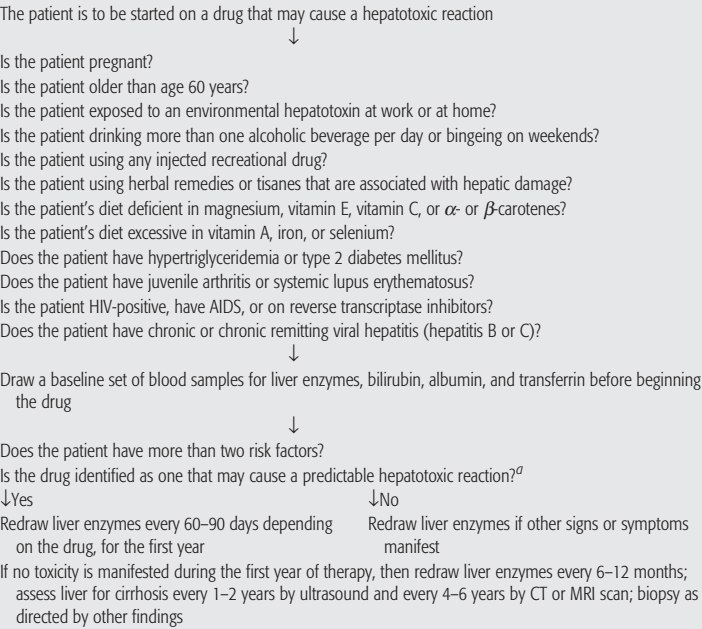 The patient is to be started on a drug that may cause a hepatotoxic reaction
↓
Is the patient pregnant?
Is the patient older than age 60 years?
Is the patient exposed to an environmental hepatotoxin at work or at home?
Is the patient drinking more than one alcoholic beverage per day or bingeing on weekends?
Is the patient using any injected recreational drug?
Is the patient using herbal remedies or tisanes that are associated with hepatic damage?
Is the patient's diet deficient in magnesium, vitamin E, vitamin C, or α- or β-carotenes?
Is the patient's diet excessive in vitamin A, iron, or selenium?
Does the patient have hypertriglyceridemia or type 2 diabetes mellitus?
Does the patient have juvenile arthritis or systemic lupus erythematosus?
Is the patient HIV-positive, have AIDS, or on reverse transcriptase inhibitors?
Does the patient have chronic or chronic remitting viral hepatitis (hepatitis B or C)?
↓
Draw a baseline set of blood samples for liver enzymes, bilirubin, albumin, and transferrin before beginning
the drug
↓
Does the patient have more than two risk factors?
Is the drug identified as one that may cause a predictable hepatotoxic reaction?a
↓Yes
Redraw liver enzymes every 60–90 days depending
on the drug, for the first year
↓No
Redraw liver enzymes if other signs or symptoms
manifest
If no toxicity is manifested during the first year of therapy, then redraw liver enzymes every 6–12 months;
assess liver for cirrhosis every 1–2 years by ultrasound and every 4–6 years by CT or MRI scan; biopsy as
directed by other findings